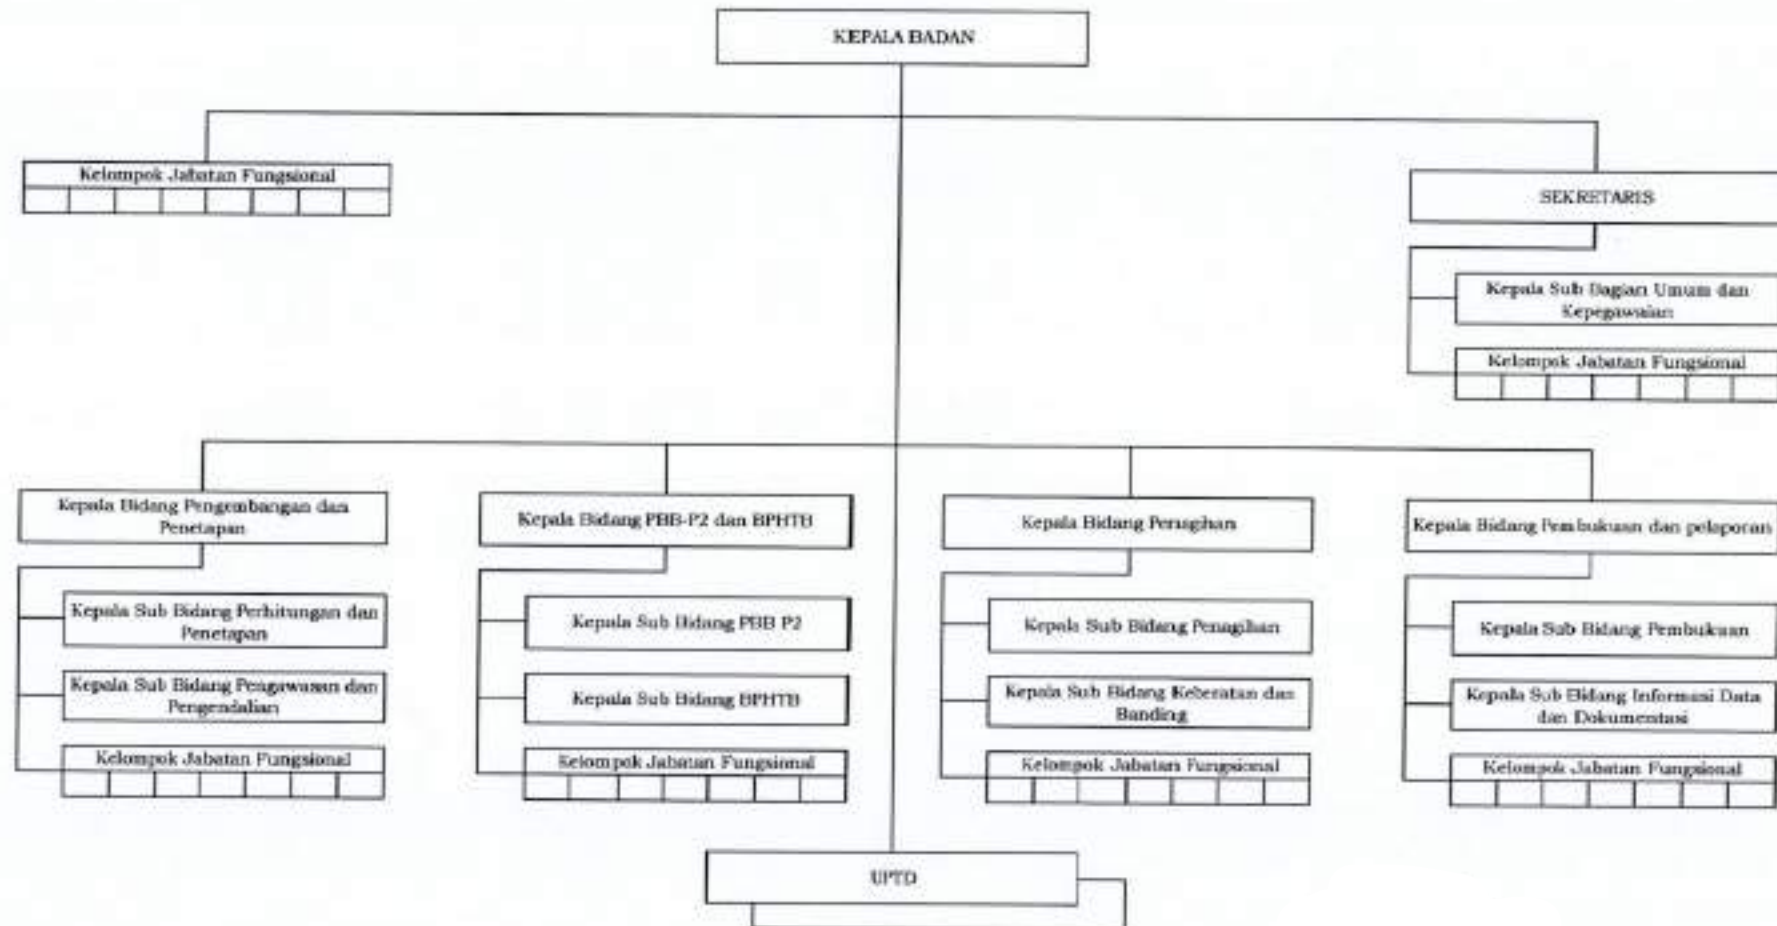 KEPALA BADAN
Kelompok Jabatan Fungsional
SEKRETARIS
Kepala Sub Bagian Umum dan
Kepegawaian
Kelompok Jabatan Fungsional
Kepala Bidang Pengembangan dan
Penetapan
Kepala Sub Bidang Perhitungan dan
Penetapan
Kepala Sub Bidang Pengawasan dan
Pengendalian
Kelompok Jabatan Fungsional
Kepala Bidang PBB-P2 dan BPHTB
Kepala Sub Bidang PBB P2
Kepala Sub Bidang BPHTB
Kelompok Jabatan Fungsional
Kepala Bidang Penagihan
Kepala Sub Bidang Penagihan
Kepala Sub Bidang Keberatan dan
Banding
Kelompok Jabatan Fungsional
Kepala Bidang Pembukuan dan pelaporan
Kepala Sub Bidang Pembukuan
Kepala Sub Bidang Informasi Data
dan Dokumentasi
Kelompok Jabatan Fungsional
UPTD